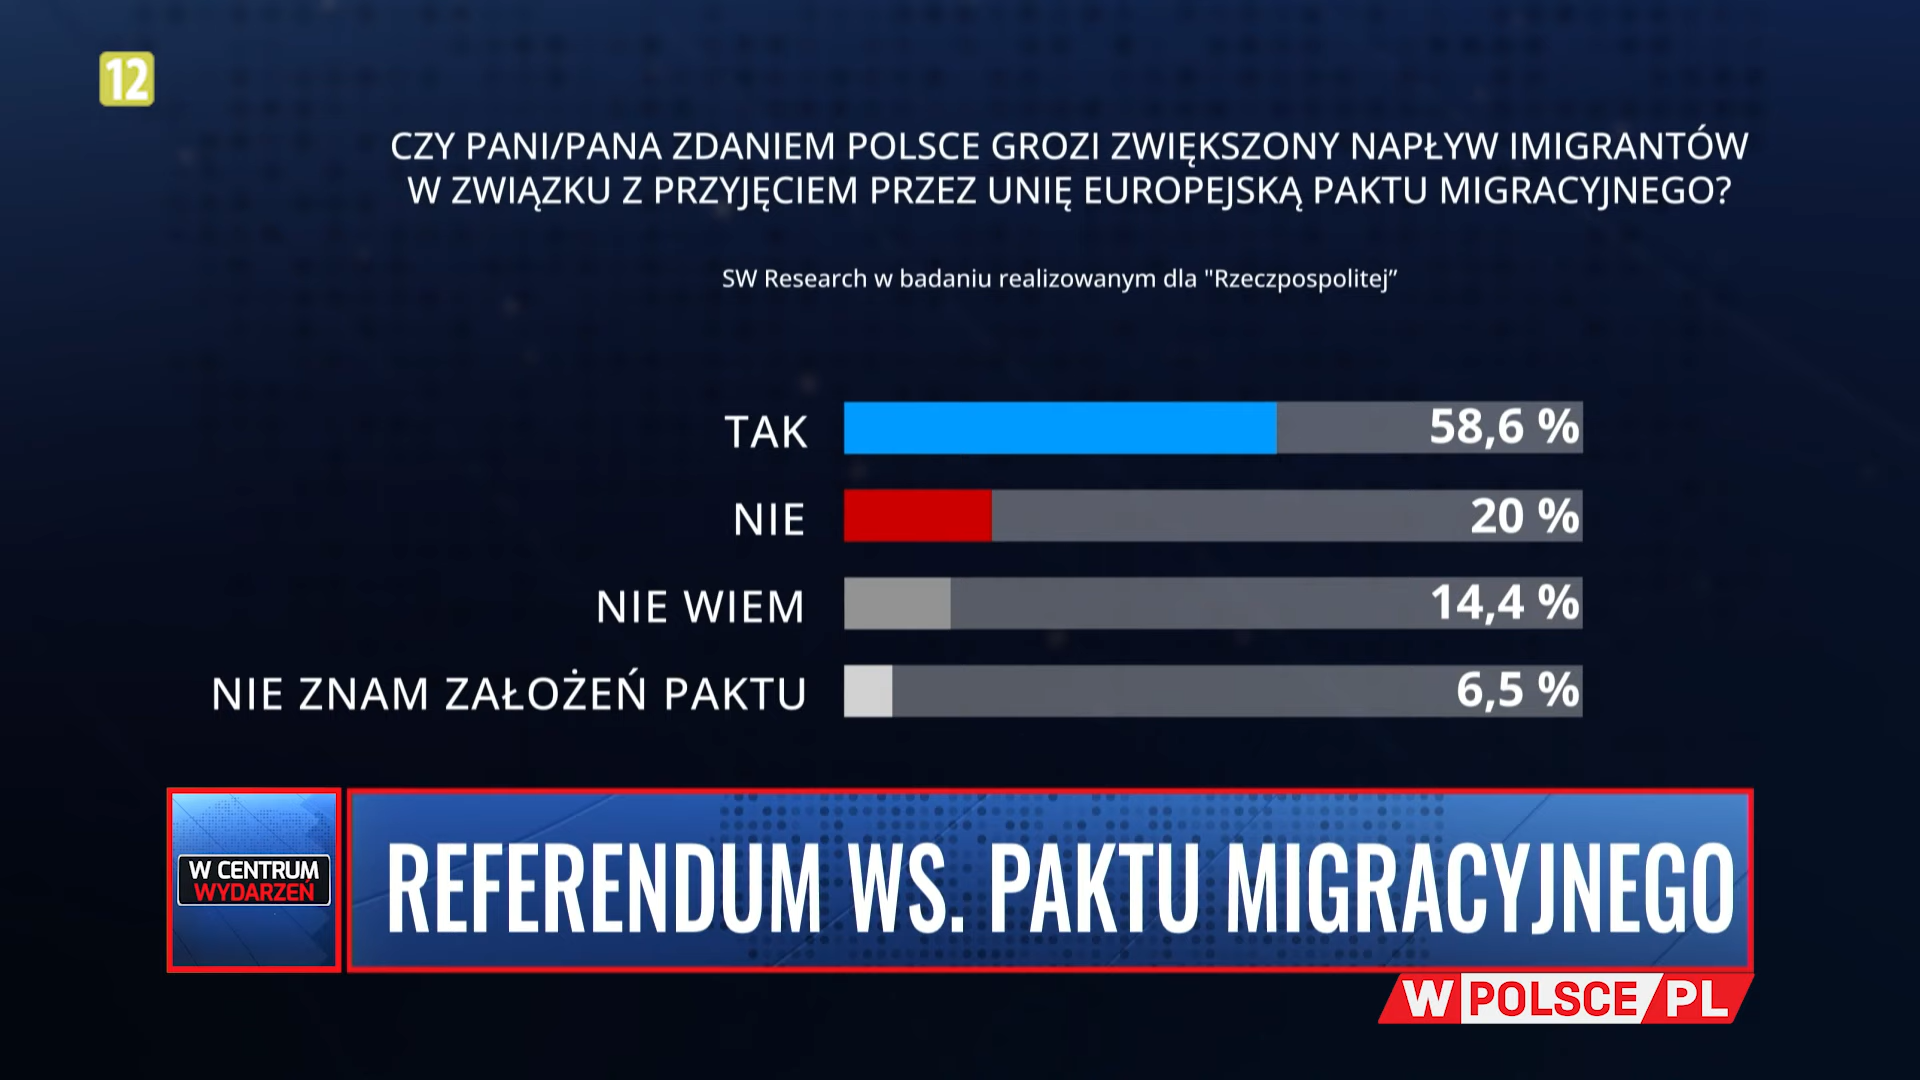 12
CZY PANI/PANA ZDANIEM POLSCE GROZI ZWIĘKSZONY NAPŁYW IMIGRANTÓW
W ZWIĄZKU Z PRZYJĘCIEM PRZEZ UNIĘ EUROPEJSKĄ PAKTU MIGRACYJNEGO?
SW Research w badaniu realizowanym dla "Rzeczpospolitej”
TAK 58,6 %
NIE 20 %
NIE WIEM 14,4 %
NIE ZNAM ZAŁOŻEŃ PAKTU 6,5 %
W CENTRUM
WYDARZEŃ
REFERENDUM WS. PAKTU MIGRACYJNEGO
W POLSCE PL